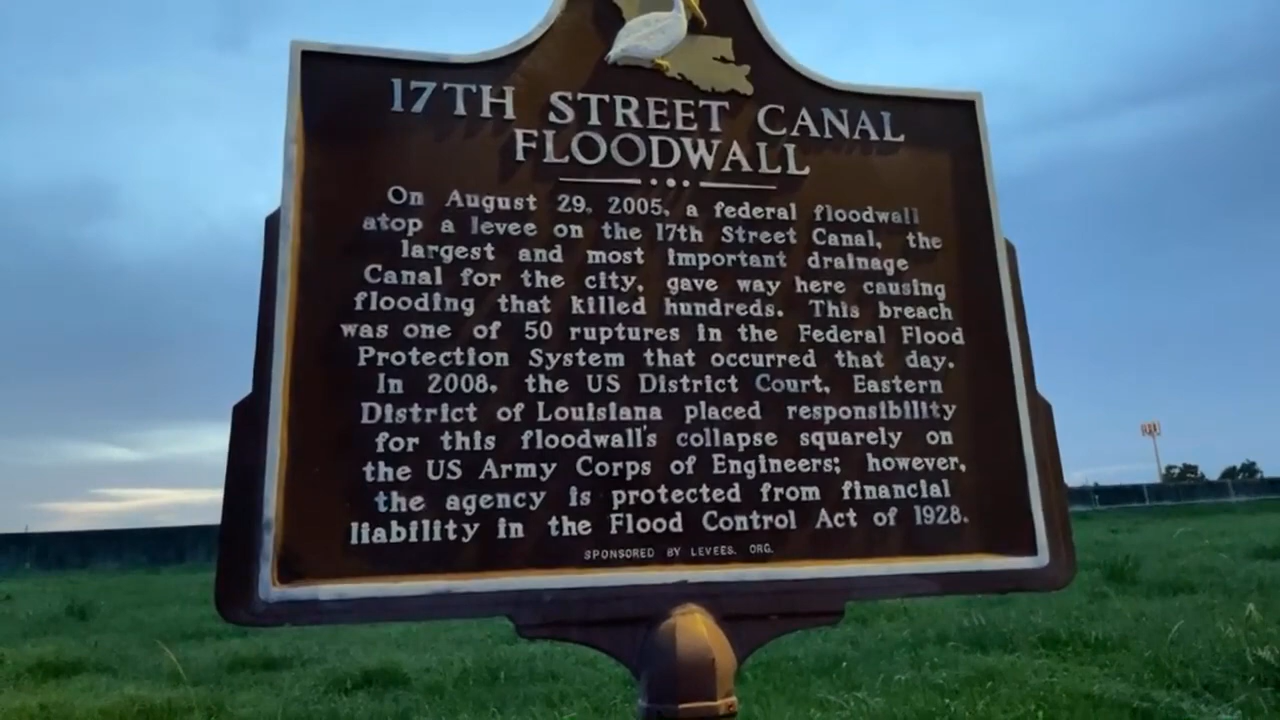 17TH STREET CANAL
FLOODWALL
On August 29, 2005, a federal floodwall
atop a levee on the 17th Street Canal, the
largest and most important drainage
Canal for the city, gave way here causing
flooding that killed hundreds. This breach
was one of 50 ruptures in the Federal Flood
Protection System that occurred that day.
In 2008, the US District Court, Eastern
District of Louisiana placed responsibility
for this floodwall's collapse squarely on
the US Army Corps of Engineers; however,
the agency is protected from financial
liability in the Flood Control Act of 1928.
SPONSORED BY LEVEES. ORG.